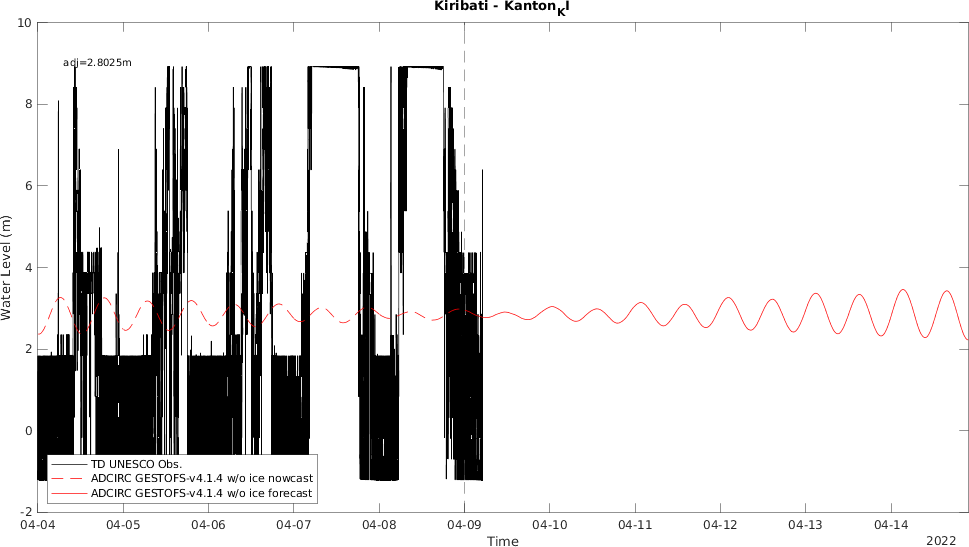 Kiribati - Kanton_KI
10
adj=2.8025m
8
6
4
2
0
-2
Water Level (m)
TD UNESCO Obs.
ADCIRC GESTOFS-v4.1.4 w/o ice nowcast
ADCIRC GESTOFS-v4.1.4 w/o ice forecast
04-04 04-05 04-06 04-07 04-08 04-09 04-10 04-11 04-12 04-13 04-14
Time
2022